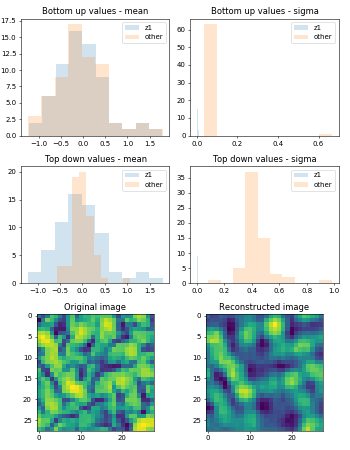 Bottom up values - mean
Bottom up values - sigma
17.5
15.0
12.5
10.0
7.5
5.0
2.5
0.0
z1
other
−1.0 −0.5 0.0 0.5 1.0 1.5
60
50
40
30
20
10
0
z1
other
0.0 0.2 0.4 0.6
Top down values - mean
Top down values - sigma
20
15
10
5
0
z1
other
−1.0 −0.5 0.0 0.5 1.0 1.5
35
30
25
20
15
10
5
0
z1
other
0.0 0.2 0.4 0.6 0.8 1.0
Original image
Reconstructed image
0
5
10
15
20
25
0 20
0
5
10
15
20
25
0 20